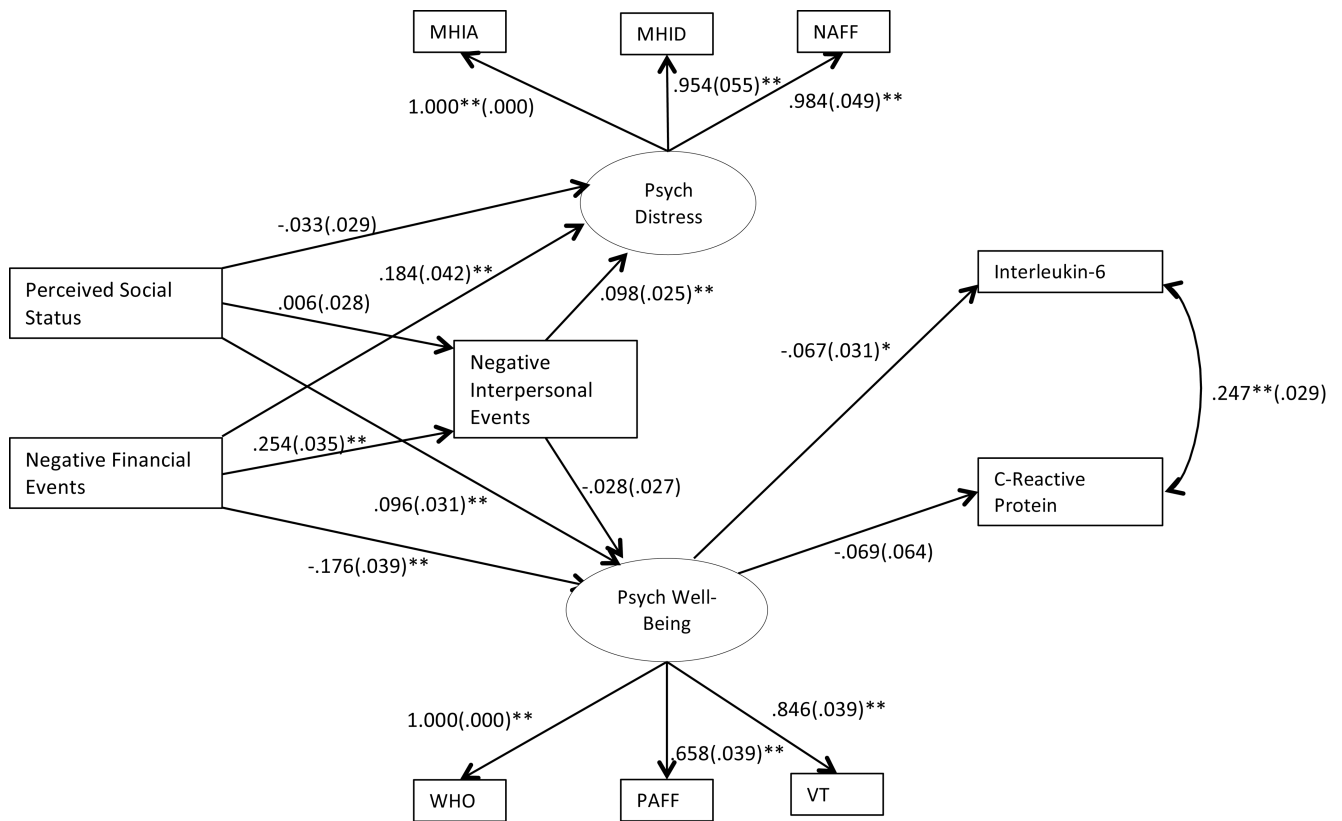 MHIA
MHID
NAFF
1.000**(.000)
.954(055)**
.984(.049)**
Psych
Distress
-.033(.029)
.184(.042)**
.006(.028)
.098(.025)**
Perceived Social
Status
Negative
Interpersonal
Events
Interleukin-6
-.067(.031)*
.247**(.029)
Negative Financial
Events
.254(.035)**
-.028(.027)
C-Reactive
Protein
.096(.031)**
-.069(.064)
-.176(.039)**
Psych Well-
Being
1.000(.000)**
.658(.039)**
.846(.039)**
WHO
PAFF
VT